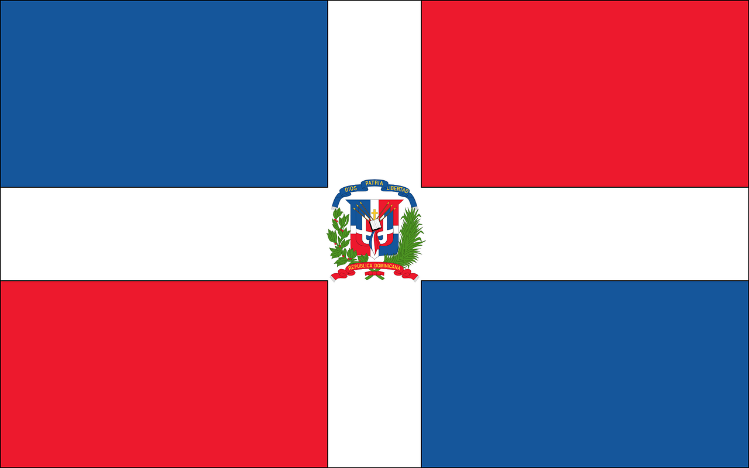 DIOS PATRIA LIBERTAD
REPUBLICA DOMINICANA